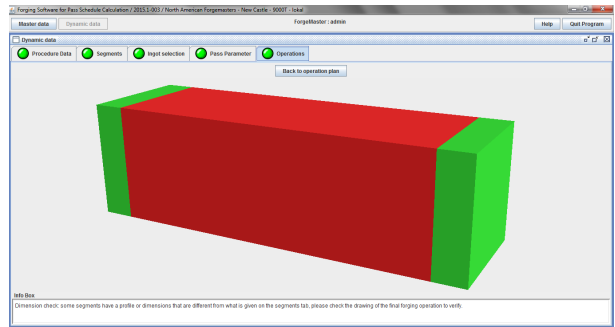 Forging Software for Pass Schedule Calculation / 2015.1-003 / North American Forgemasters - New Castle - 9000T - lokal
Master data
Dynamic data
ForgeMaster : admin
Help
Quit Program
Dynamic data
Procedure Data
Segments
Ingot selection
Pass Parameter
Operations
Back to operation plan
Info Box
Dimension check: some segments have a profile or dimensions that are different from what is given on the segments tab, please check the drawing of the final forging operation to verify.